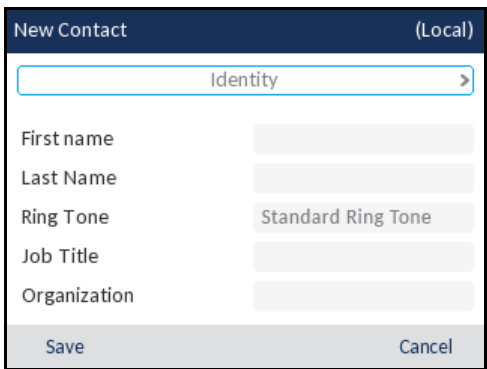 New Contact (Local)
Identity >
First name
Last Name
Ring Tone Standard Ring Tone
Job Title
Organization
Save Cancel